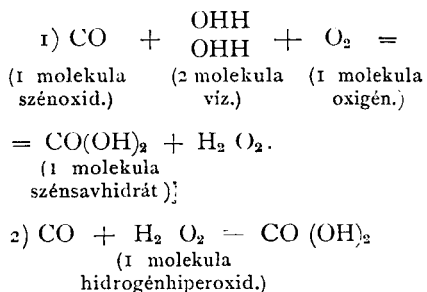 OHH
1) CO + OHH + O₂ =
(1 molekula (2 molekula (1 molekula
szénoxid.) víz.) oxigén.)
= CO(OH)₂ + H₂ O₂.
(1 molekula
szénsavhidrát)]
2) CO + H₂ O₂ — CO (OH)₂
(1 molekula
hidrogénhiperoxid.)